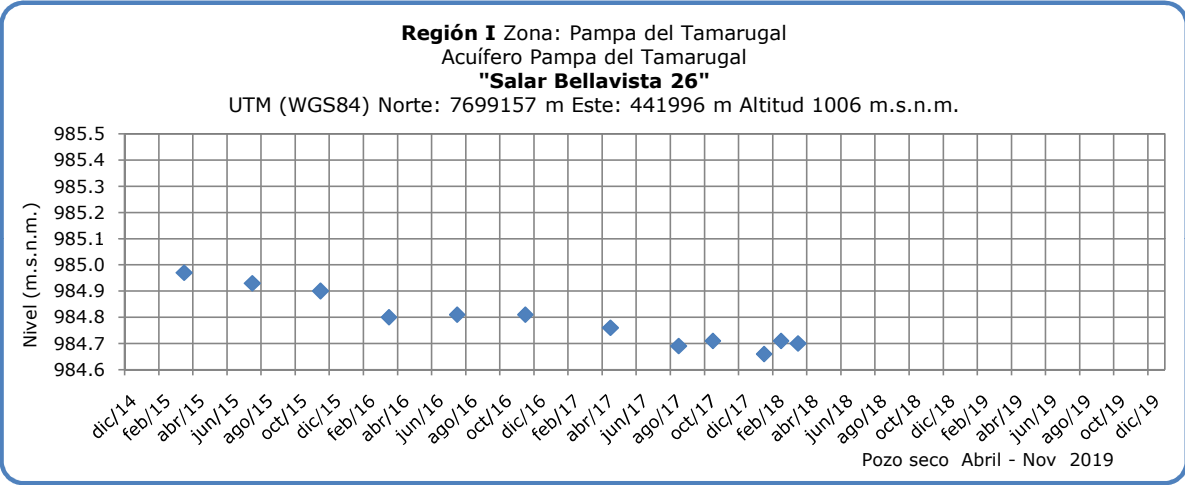 Región I Zona: Pampa del Tamarugal
Acuífero Pampa del Tamarugal
"Salar Bellavista 26"
UTM (WGS84) Norte: 7699157 m Este: 441996 m Altitud 1006 m.s.n.m.
Nivel (m.s.n.m.)
985.5
985.4
985.3
985.2
985.1
985.0
984.9
984.8
984.7
984.6
dic/14
feb/15
abr/15
jun/15
ago/15
oct/15
dic/15
feb/16
abr/16
jun/16
ago/16
oct/16
dic/16
feb/17
abr/17
jun/17
ago/17
oct/17
dic/17
feb/18
abr/18
jun/18
ago/18
oct/18
dic/18
feb/19
abr/19
jun/19
ago/19
oct/19
dic/19
Pozo seco Abril - Nov 2019